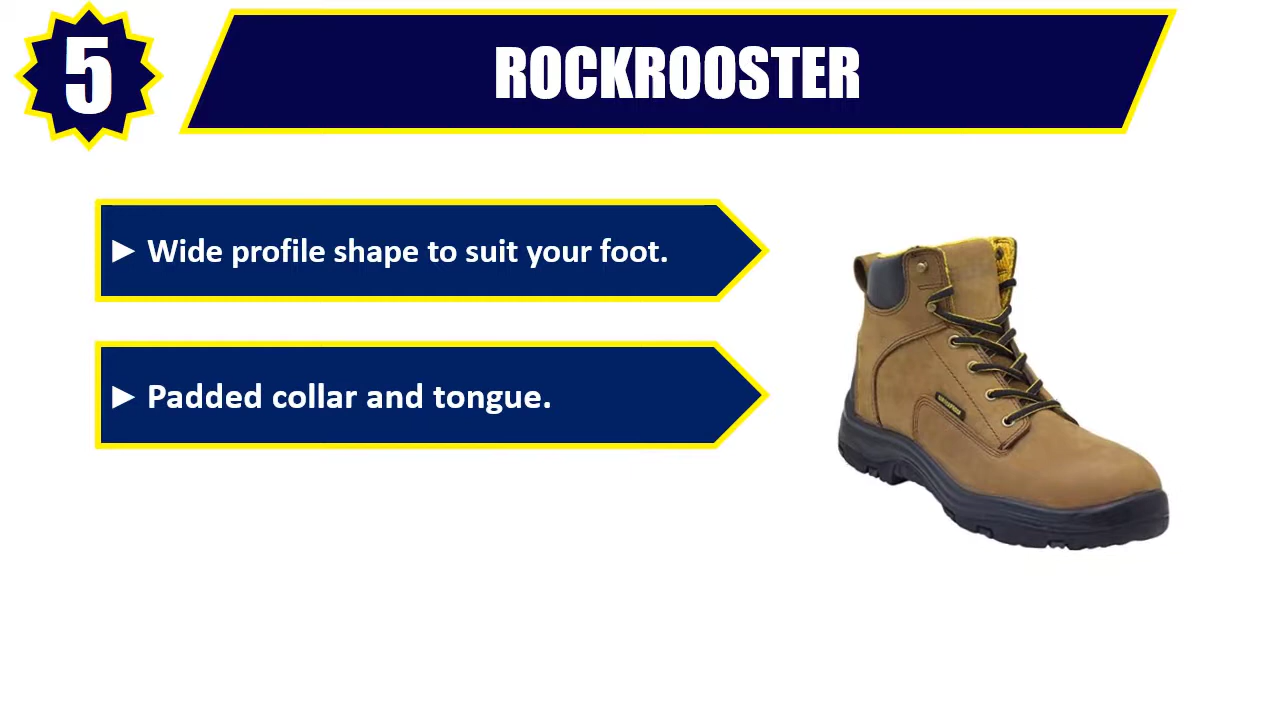 5
ROCKROOSTER
► Wide profile shape to suit your foot.
► Padded collar and tongue.